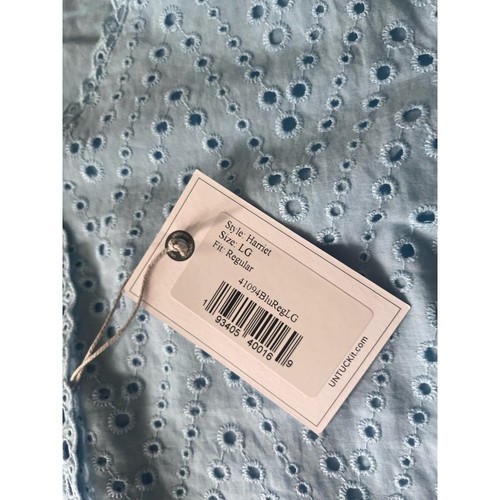 Style: Harriet
Size: LG
Fit: Regular
41094BluRegLG
1 93405 40016 9
UNTUCKit.com